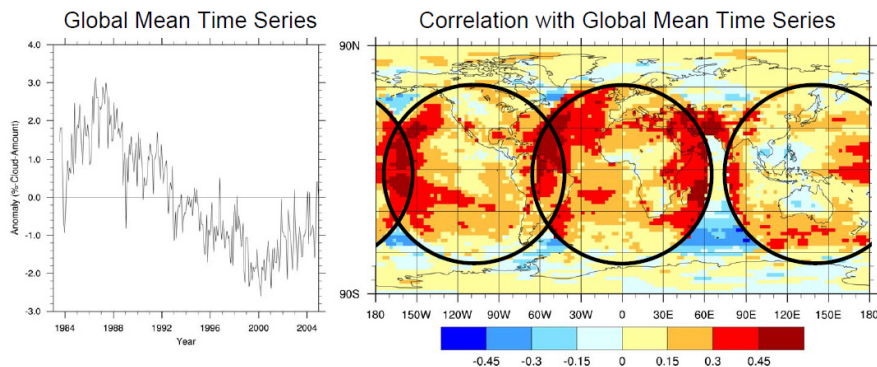 Global Mean Time Series
Correlation with Global Mean Time Series
4.0
3.0
2.0
1.0
0.0
-1.0
-2.0
-3.0
Anomaly (% Cloud-Amount)
1984 1988 1992 1996 2000 2004
Year
90N
90S
180 150W 120W 90W 60W 30W 0 30E 60E 90E 120E 150E 180
-0.45 -0.3 -0.15 0 0.15 0.3 0.45